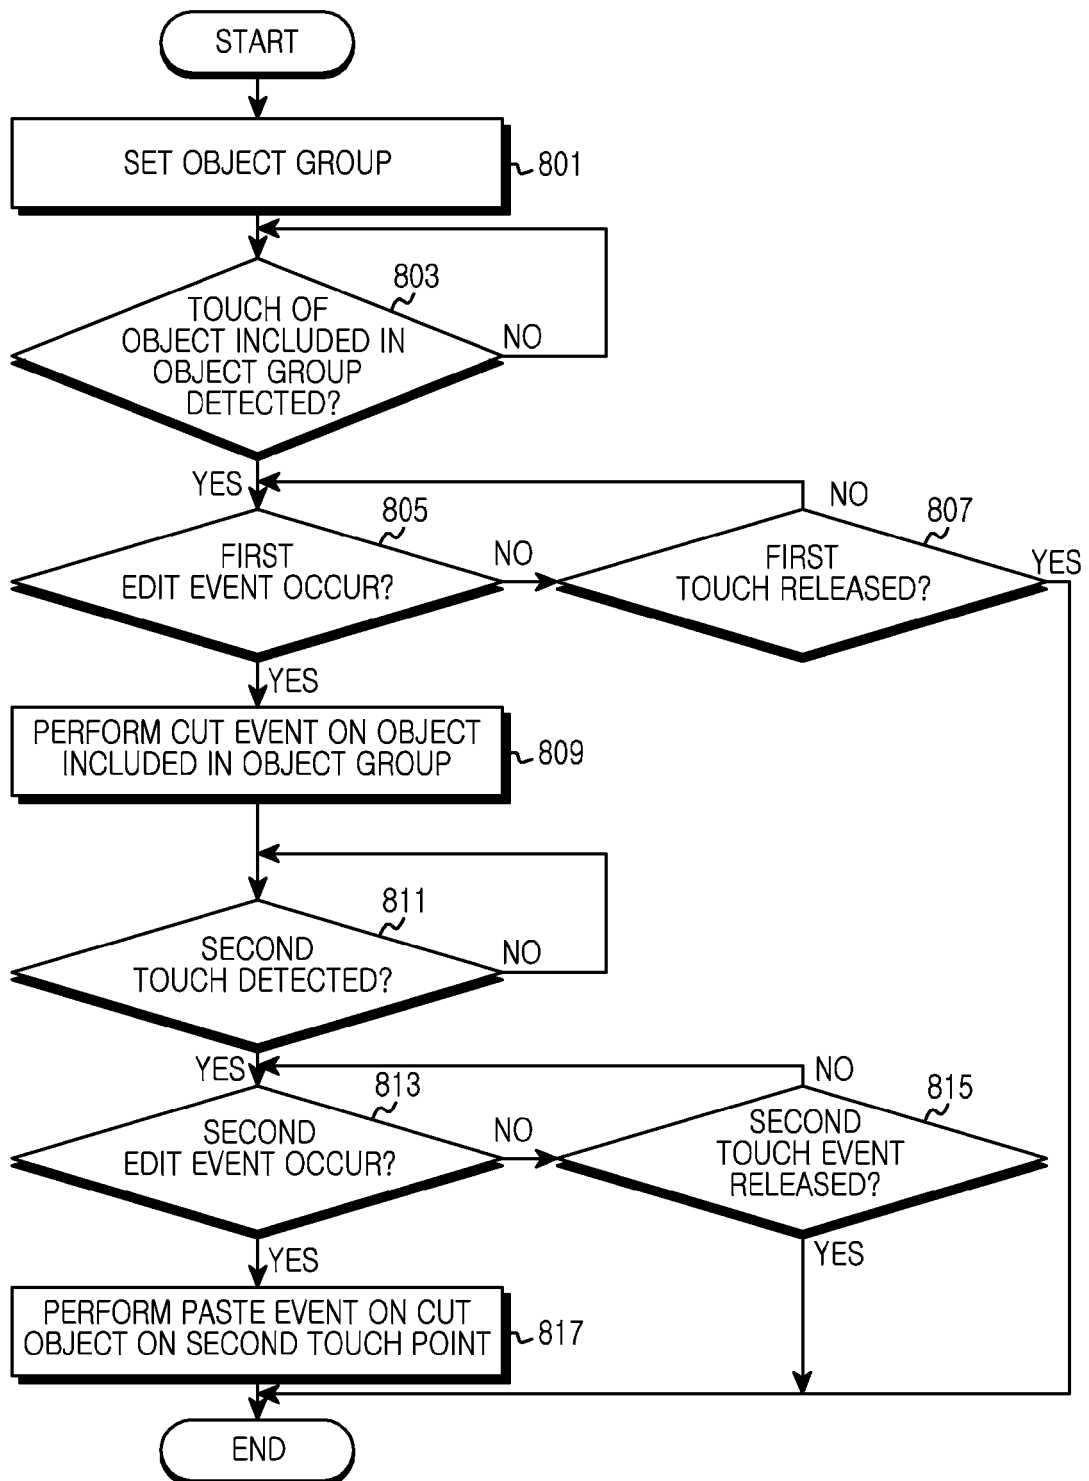 START
SET OBJECT GROUP
801
803
TOUCH OF
OBJECT INCLUDED IN
OBJECT GROUP
DETECTED?
NO
YES
805
FIRST
EDIT EVENT OCCUR?
NO
NO
807
FIRST
TOUCH RELEASED?
YES
YES
PERFORM CUT EVENT ON OBJECT
INCLUDED IN OBJECT GROUP
809
811
SECOND
TOUCH DETECTED?
NO
YES
813
SECOND
EDIT EVENT OCCUR?
NO
NO
815
SECOND
TOUCH EVENT
RELEASED?
YES
YES
PERFORM PASTE EVENT ON CUT
OBJECT ON SECOND TOUCH POINT
817
END